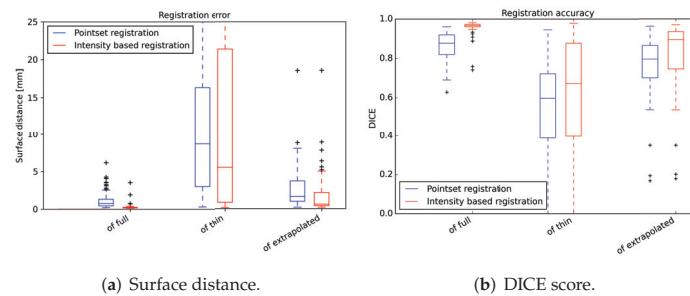 Registration error
25
20
15
10
5
0
Surface distance [mm]
Pointset registration
Intensity based registration
of full
of thin
of extrapolated
(a) Surface distance.
Registration accuracy
1.0
0.8
0.6
0.4
0.2
0.0
DICE
Pointset registration
Intensity based registration
of full
of thin
of extrapolated
(b) DICE score.